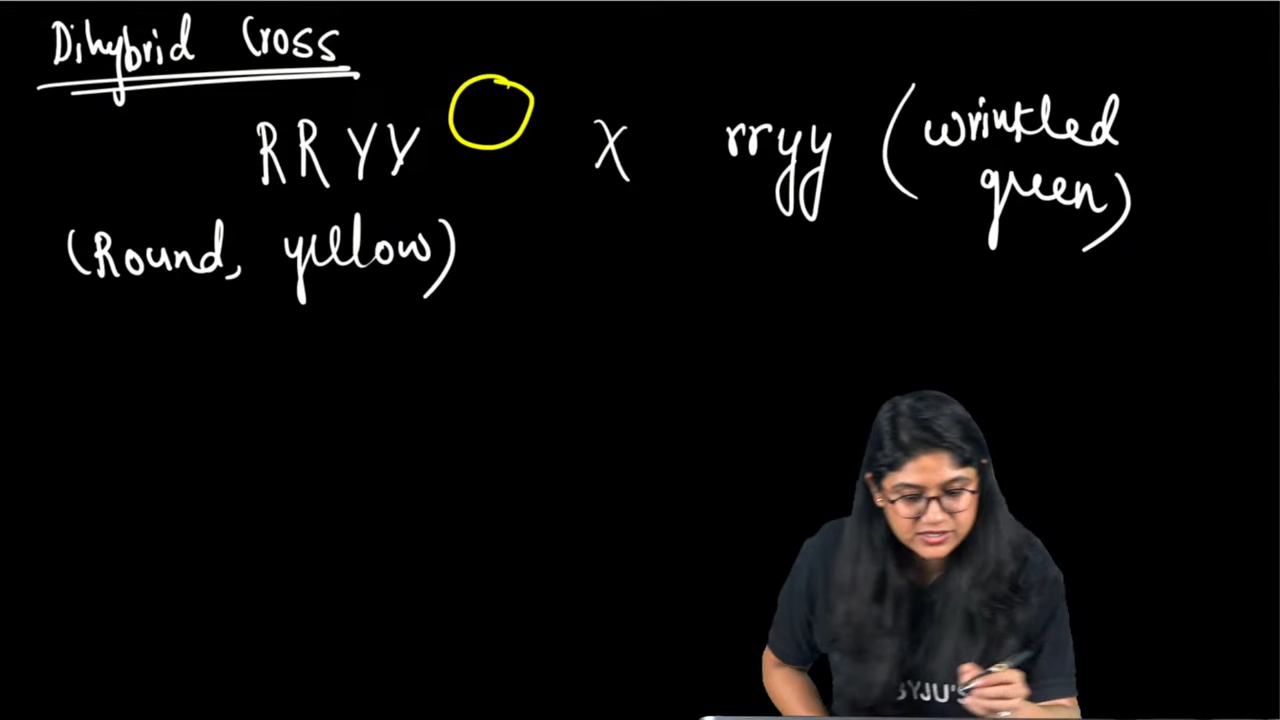 Dihybrid Cross
RRYY X rryy (wrinkled
green)
(Round, yellow)
BYJU'S